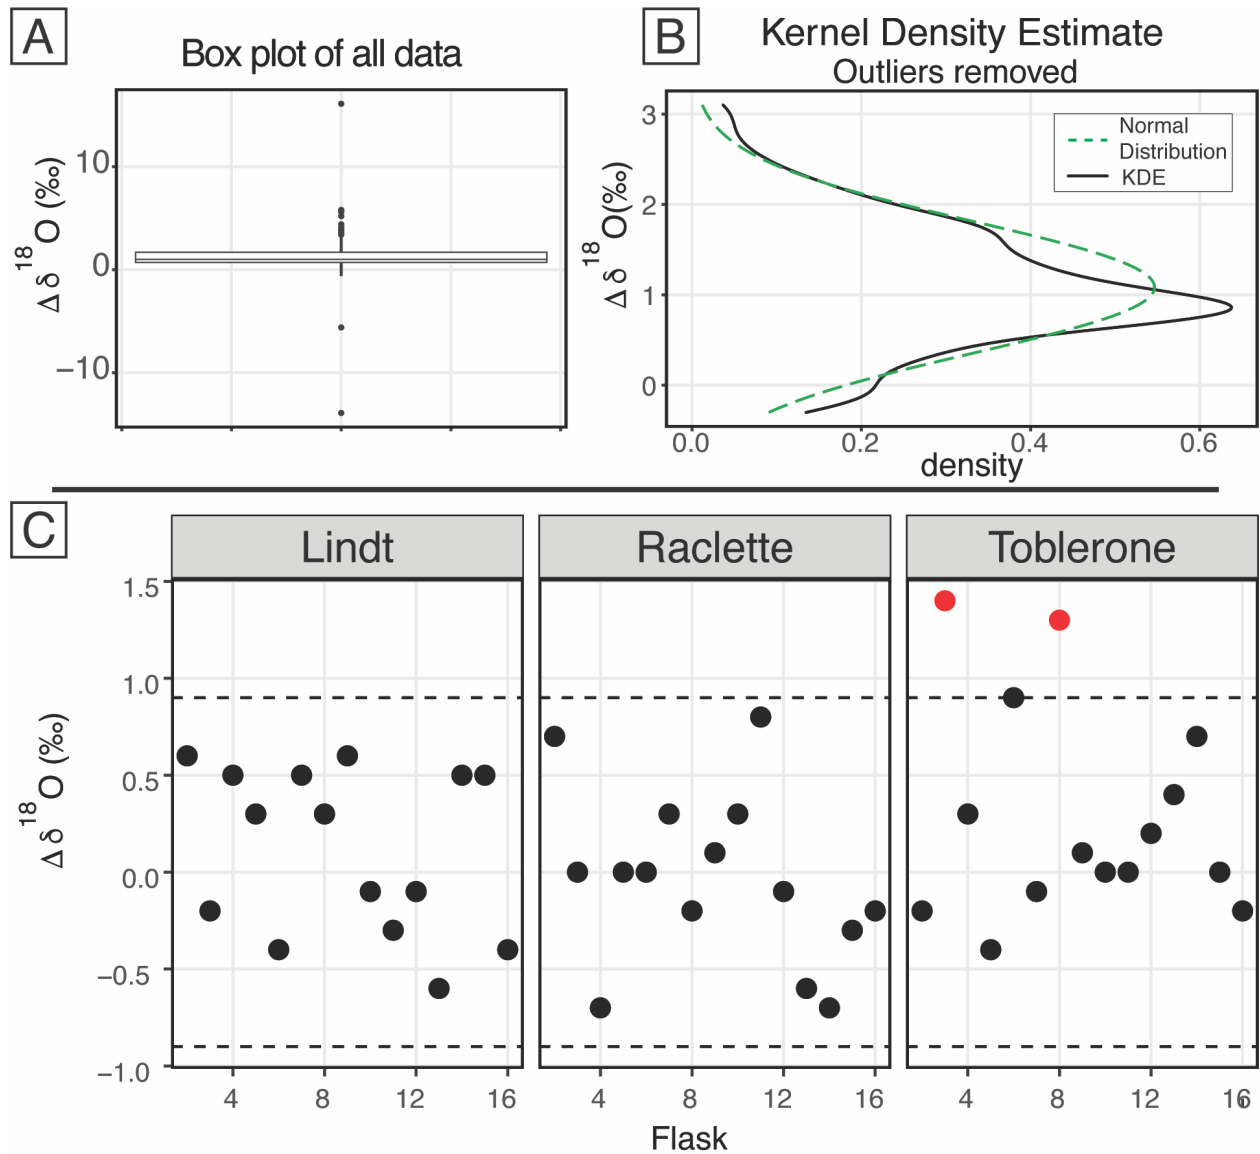 A
Box plot of all data
Δ δ 18 O (‰)
10
0
−10
B
Kernel Density Estimate
Outliers removed
Δ δ 18 O(‰)
3
2
1
0
Normal
Distribution
KDE
0.0 0.2 0.4 0.6
density
C
Lindt Raclette Toblerone
Δ δ 18 O (‰)
1.5
1.0
0.5
0.0
−0.5
−1.0
4 8 12 16 4 8 12 16 4 8 12 16
Flask